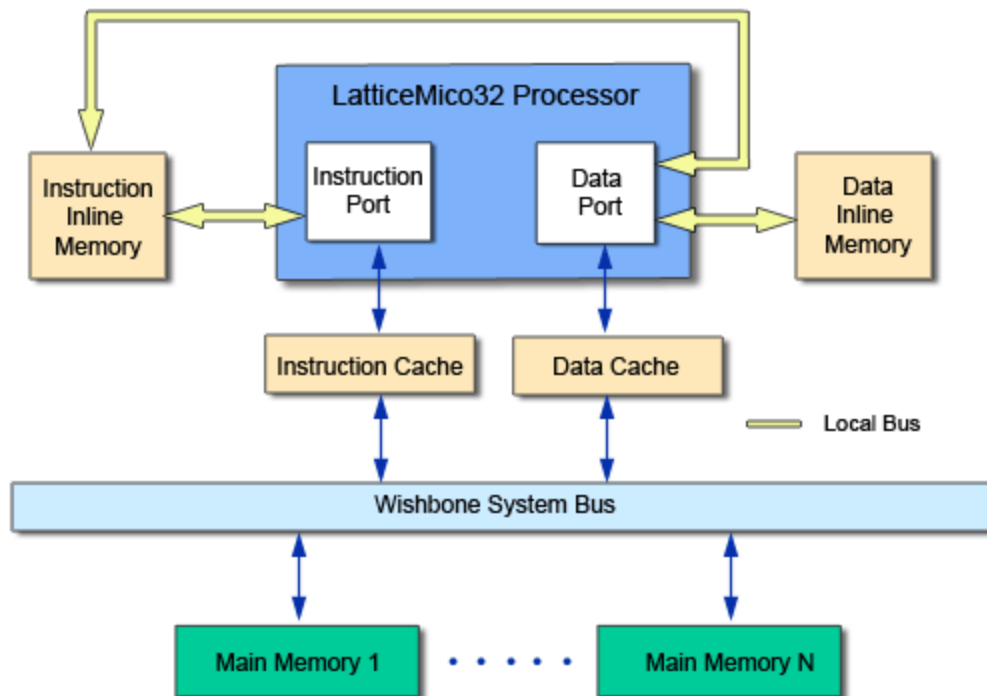 LatticeMico32 Processor
Instruction
Inline
Memory
Instruction
Port
Data
Port
Data
Inline
Memory
Instruction Cache
Data Cache
Local Bus
Wishbone System Bus
Main Memory 1
Main Memory N